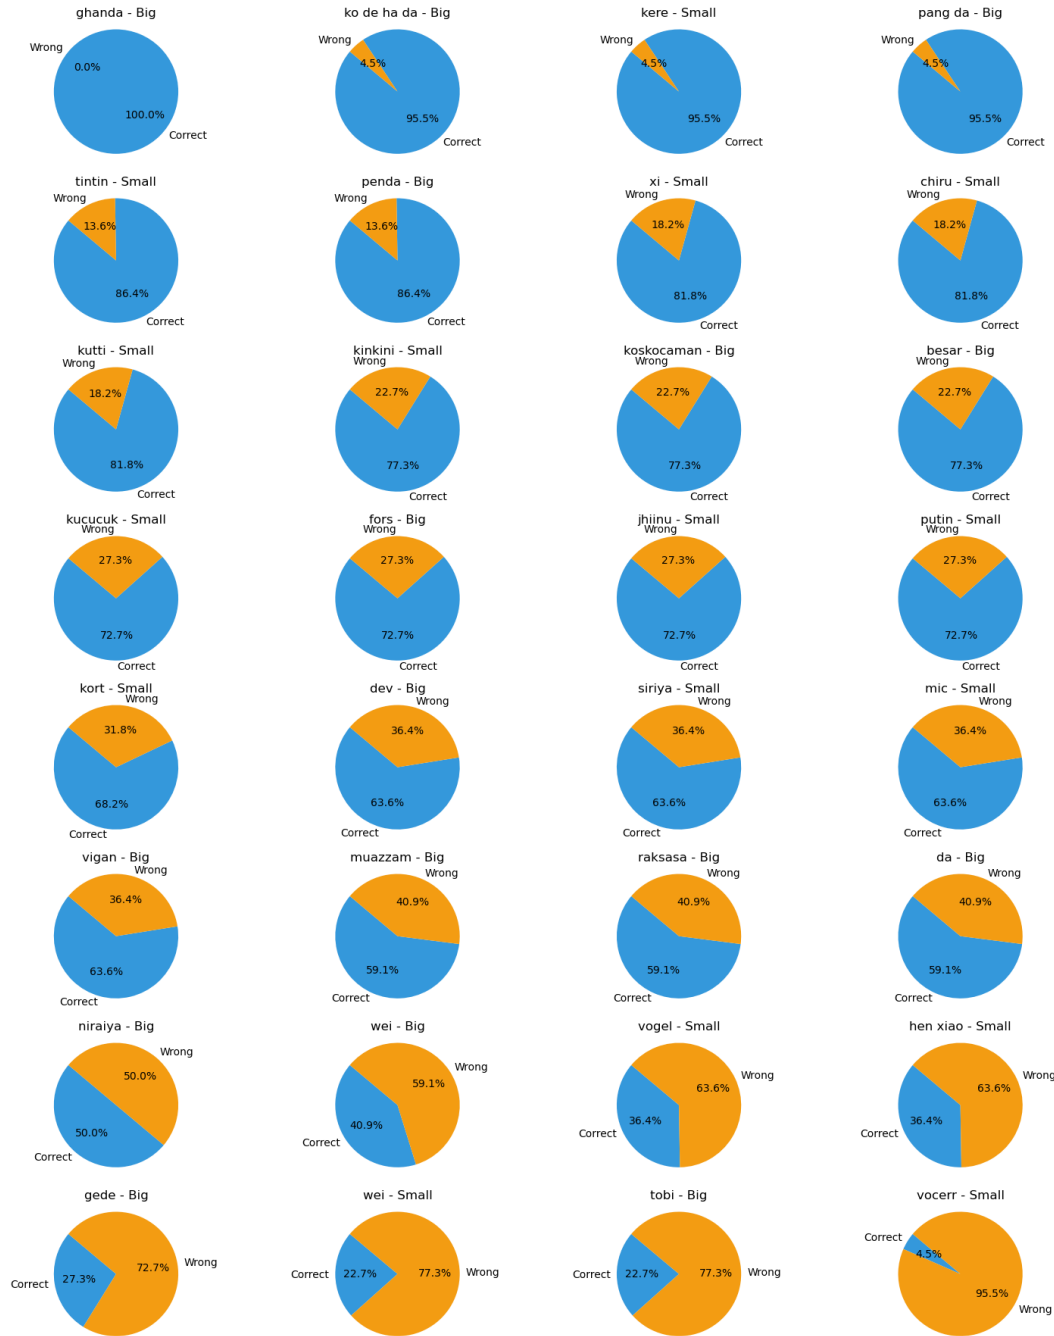 ghanda - Big
Wrong
0.0%
100.0%
Correct
ko de ha da - Big
Wrong
4.5%
95.5%
Correct
kere - Small
Wrong
4.5%
95.5%
Correct
pang da - Big
Wrong
4.5%
95.5%
Correct
tintin - Small
Wrong
13.6%
86.4%
Correct
penda - Big
Wrong
13.6%
86.4%
Correct
xi - Small
Wrong
18.2%
81.8%
Correct
chiru - Small
Wrong
18.2%
81.8%
Correct
kutti - Small
Wrong
18.2%
81.8%
Correct
kinkini - Small
Wrong
22.7%
77.3%
Correct
koskocaman - Big
Wrong
22.7%
77.3%
Correct
besar - Big
Wrong
22.7%
77.3%
Correct
kucucuk - Small
Wrong
27.3%
72.7%
Correct
fors - Big
Wrong
27.3%
72.7%
Correct
jhiinu - Small
Wrong
27.3%
72.7%
Correct
putin - Small
Wrong
27.3%
72.7%
Correct
kort - Small
Wrong
31.8%
68.2%
Correct
dev - Big
Wrong
36.4%
63.6%
Correct
siriya - Small
Wrong
36.4%
63.6%
Correct
mic - Small
Wrong
36.4%
63.6%
Correct
vigan - Big
Wrong
36.4%
63.6%
Correct
muazzam - Big
Wrong
40.9%
59.1%
Correct
raksasa - Big
Wrong
40.9%
59.1%
Correct
da - Big
Wrong
40.9%
59.1%
Correct
niraiya - Big
Wrong
50.0%
50.0%
Correct
wei - Big
Wrong
59.1%
40.9%
Correct
vogel - Small
Wrong
63.6%
36.4%
Correct
hen xiao - Small
Wrong
63.6%
36.4%
Correct
gede - Big
Wrong
72.7%
27.3%
Correct
wei - Small
Wrong
77.3%
22.7%
Correct
tobi - Big
Wrong
77.3%
22.7%
Correct
vocerr - Small
Correct
4.5%
95.5%
Wrong